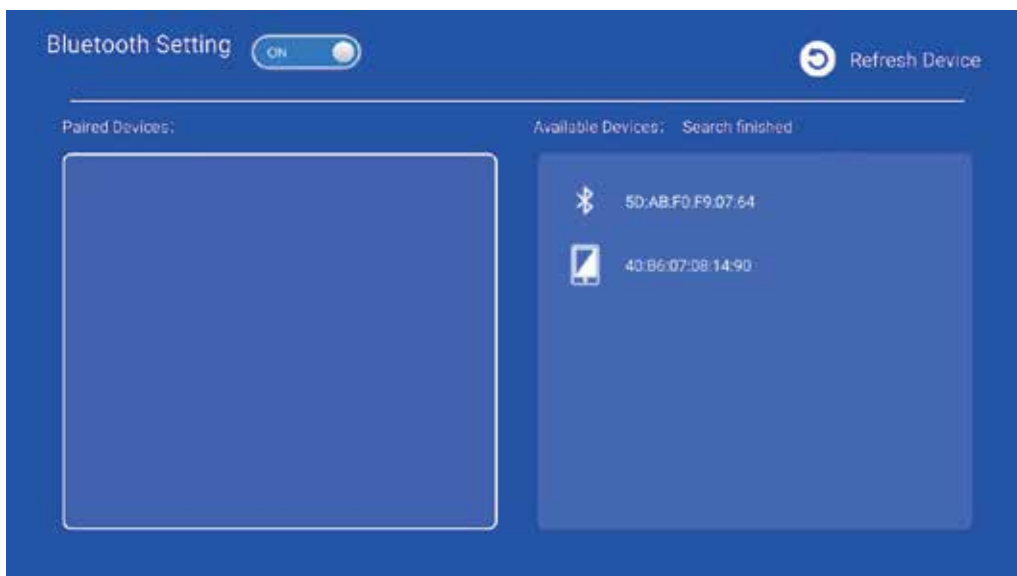 Bluetooth Setting ON
Refresh Device
Paired Devices:
Available Devices: Search finished
5D:AB:F0:F9:07:64
40:B6:07:08:14:90